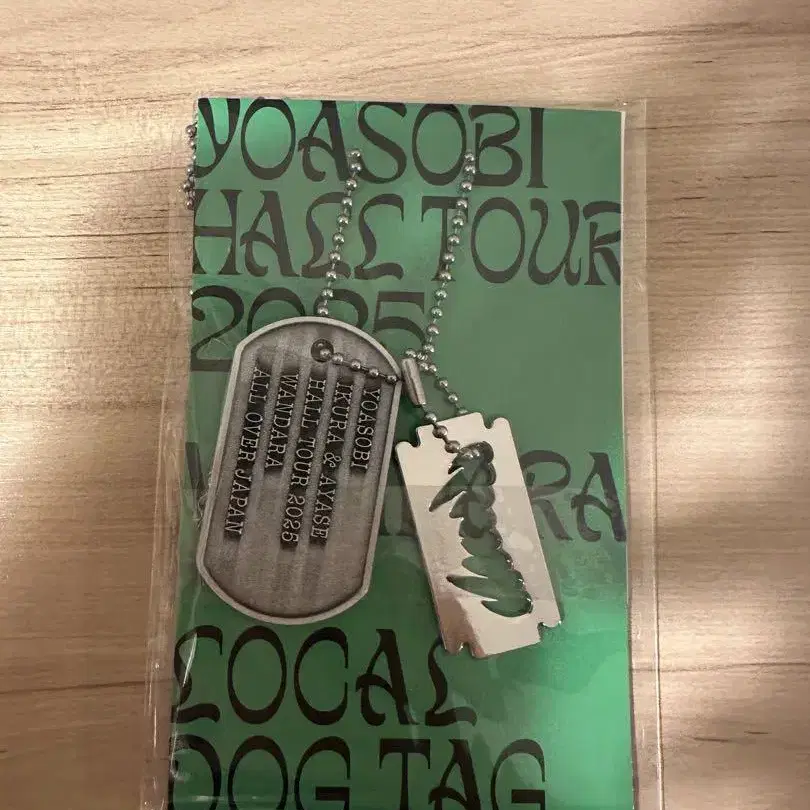 YOASOBI
HALL TOUR
2025
LOCAL
DOG TAG
YOASOBI
IKURA & AYASE
HALL TOUR 2025
WANDARA
ALL OVER JAPAN